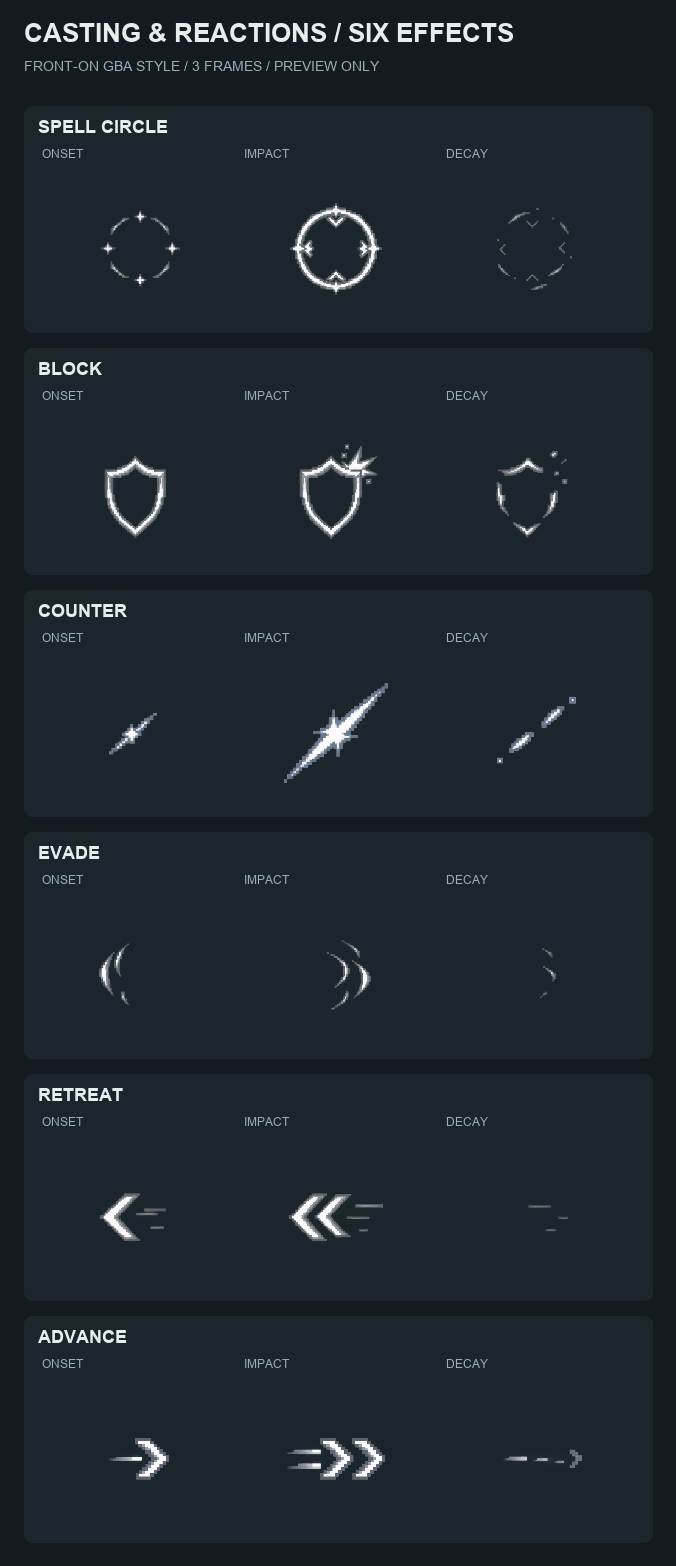 CASTING & REACTIONS / SIX EFFECTS
FRONT-ON GBA STYLE / 3 FRAMES / PREVIEW ONLY
SPELL CIRCLE
ONSET IMPACT DECAY
BLOCK
ONSET IMPACT DECAY
COUNTER
ONSET IMPACT DECAY
EVADE
ONSET IMPACT DECAY
RETREAT
ONSET IMPACT DECAY
ADVANCE
ONSET IMPACT DECAY